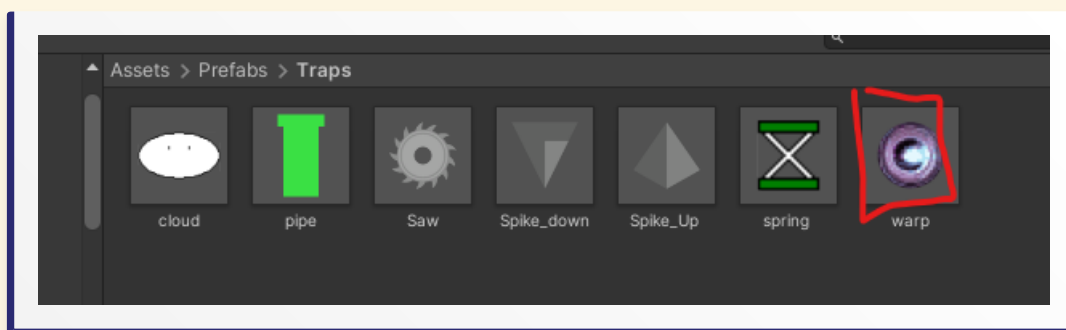 Assets > Prefabs > Traps
cloud pipe Saw Spike_down Spike_Up spring warp